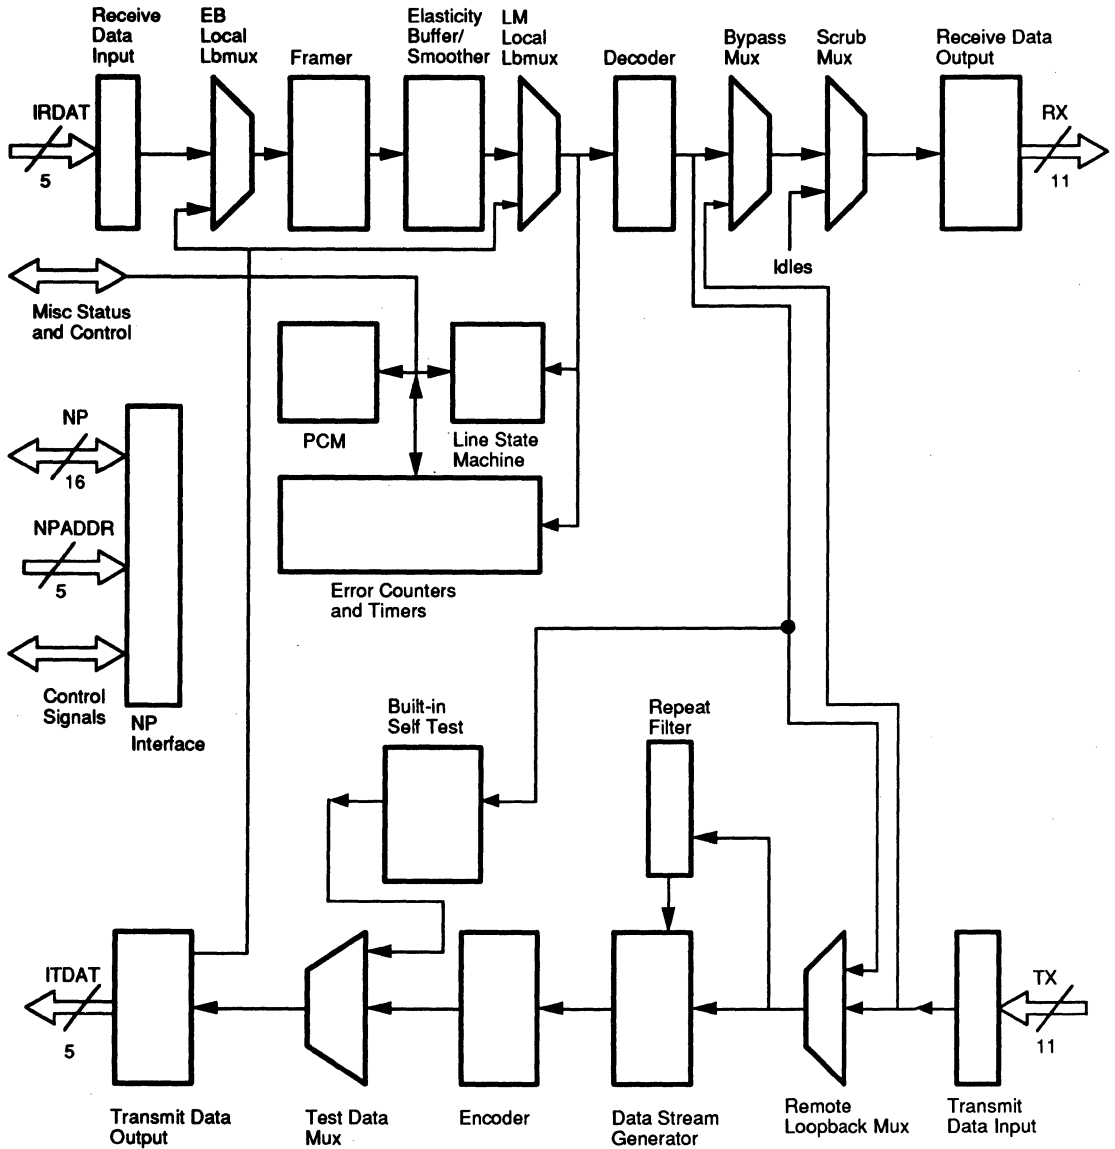 Receive
Data
Input
EB
Local
Lbmux
Framer
Elasticity
Buffer/
Smoother
LM
Local
Lbmux
Decoder
Bypass
Mux
Scrub
Mux
Receive Data
Output
IRDAT
5
RX
11
Idles
Misc Status
and Control
PCM
Line State
Machine
NP
16
NPADDR
5
Error Counters
and Timers
Control
Signals
NP
Interface
Built-in
Self Test
Repeat
Filter
ITDAT
5
TX
11
Transmit Data
Output
Test Data
Mux
Encoder
Data Stream
Generator
Remote
Loopback Mux
Transmit
Data Input